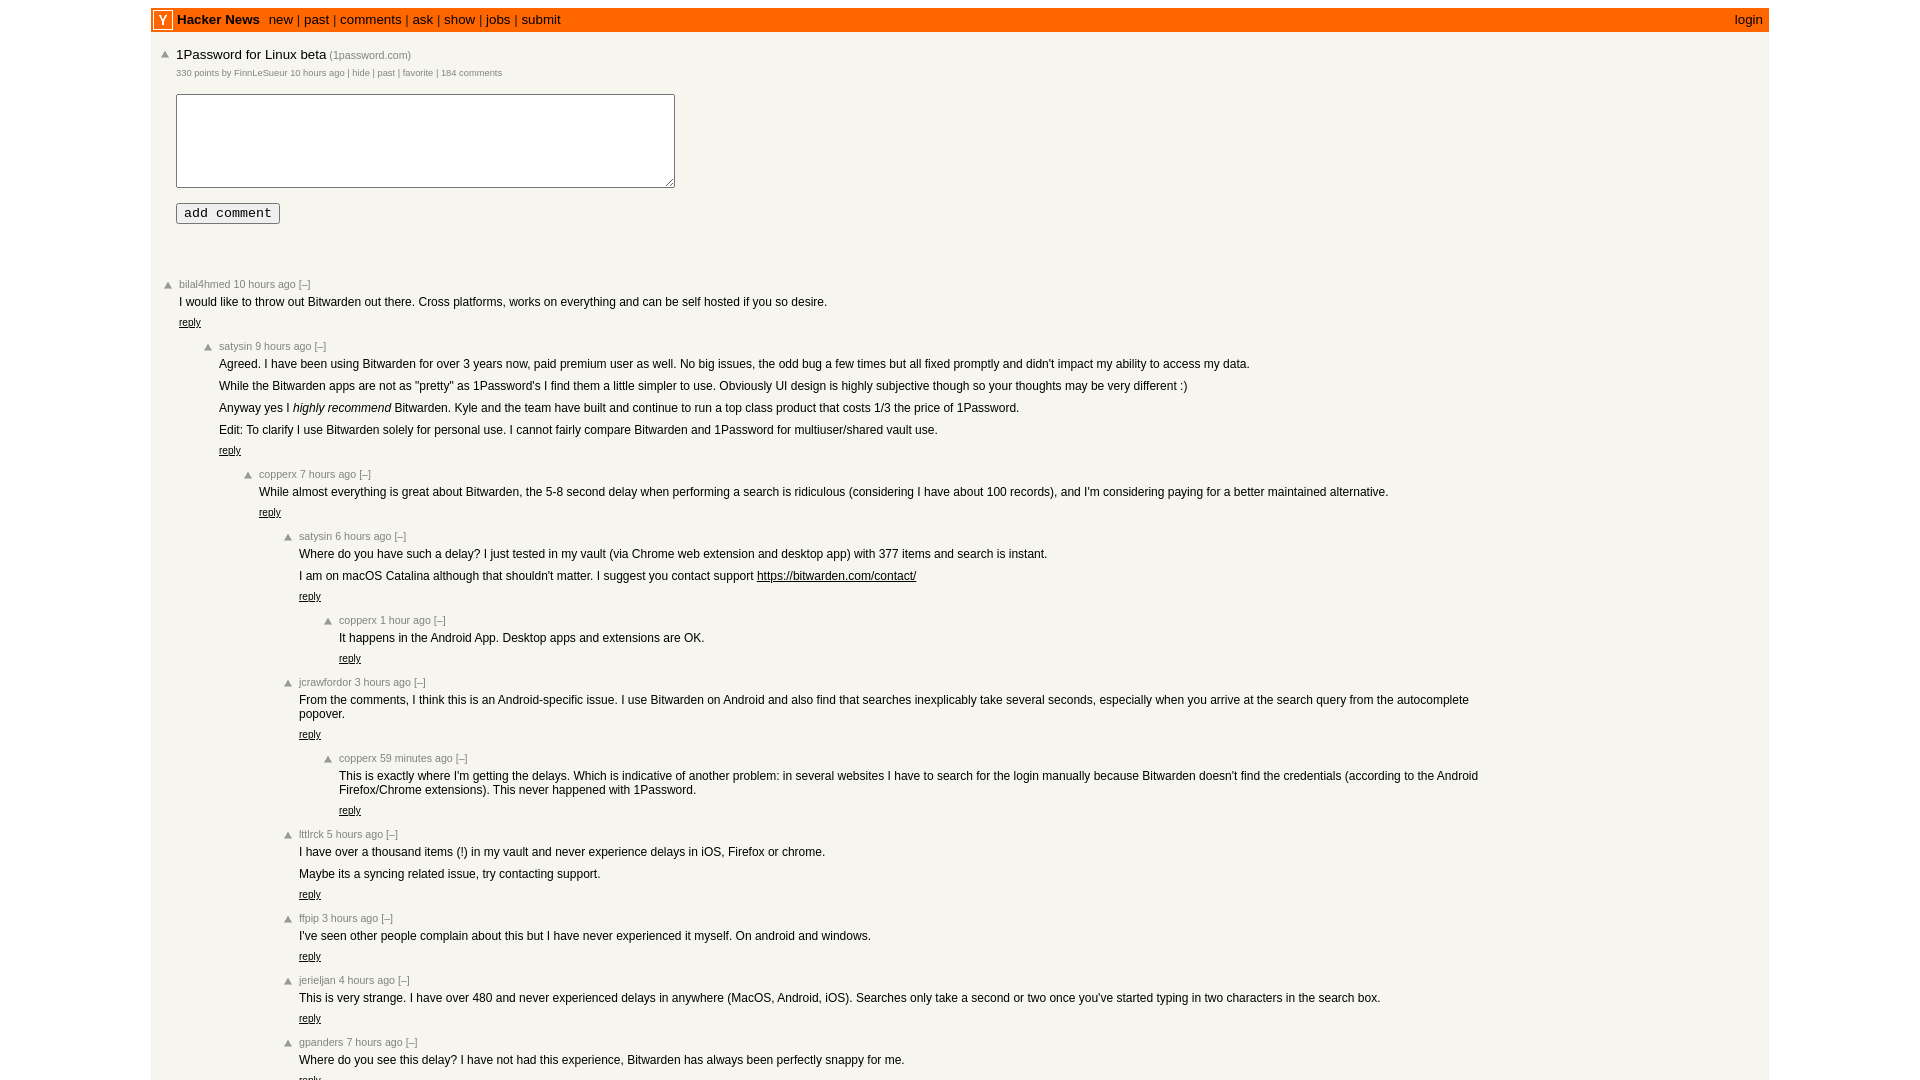 Y Hacker News new | past | comments | ask | show | jobs | submit login
1Password for Linux beta (1password.com)
330 points by FinnLeSueur 10 hours ago | hide | past | favorite | 184 comments
add comment
bilal4hmed 10 hours ago [–]
I would like to throw out Bitwarden out there. Cross platforms, works on everything and can be self hosted if you so desire.
reply
satysin 9 hours ago [–]
Agreed. I have been using Bitwarden for over 3 years now, paid premium user as well. No big issues, the odd bug a few times but all fixed promptly and didn't impact my ability to access my data.
While the Bitwarden apps are not as "pretty" as 1Password's I find them a little simpler to use. Obviously UI design is highly subjective though so your thoughts may be very different :)
Anyway yes I highly recommend Bitwarden. Kyle and the team have built and continue to run a top class product that costs 1/3 the price of 1Password.
Edit: To clarify I use Bitwarden solely for personal use. I cannot fairly compare Bitwarden and 1Password for multiuser/shared vault use.
reply
copperx 7 hours ago [–]
While almost everything is great about Bitwarden, the 5-8 second delay when performing a search is ridiculous (considering I have about 100 records), and I'm considering paying for a better maintained alternative.
reply
satysin 6 hours ago [–]
Where do you have such a delay? I just tested in my vault (via Chrome web extension and desktop app) with 377 items and search is instant.
I am on macOS Catalina although that shouldn't matter. I suggest you contact support https://bitwarden.com/contact/
reply
copperx 1 hour ago [–]
It happens in the Android App. Desktop apps and extensions are OK.
reply
jcrawfordor 3 hours ago [–]
From the comments, I think this is an Android-specific issue. I use Bitwarden on Android and also find that searches inexplicably take several seconds, especially when you arrive at the search query from the autocomplete
popover.
reply
copperx 59 minutes ago [–]
This is exactly where I'm getting the delays. Which is indicative of another problem: in several websites I have to search for the login manually because Bitwarden doesn't find the credentials (according to the Android
Firefox/Chrome extensions). This never happened with 1Password.
reply
lttlrck 5 hours ago [–]
I have over a thousand items (!) in my vault and never experience delays in iOS, Firefox or chrome.
Maybe its a syncing related issue, try contacting support.
reply
ffpip 3 hours ago [–]
I've seen other people complain about this but I have never experienced it myself. On android and windows.
reply
jerieljan 4 hours ago [–]
This is very strange. I have over 480 and never experienced delays in anywhere (MacOS, Android, iOS). Searches only take a second or two once you've started typing in two characters in the search box.
reply
gpanders 7 hours ago [–]
Where do you see this delay? I have not had this experience, Bitwarden has always been perfectly snappy for me.
reply